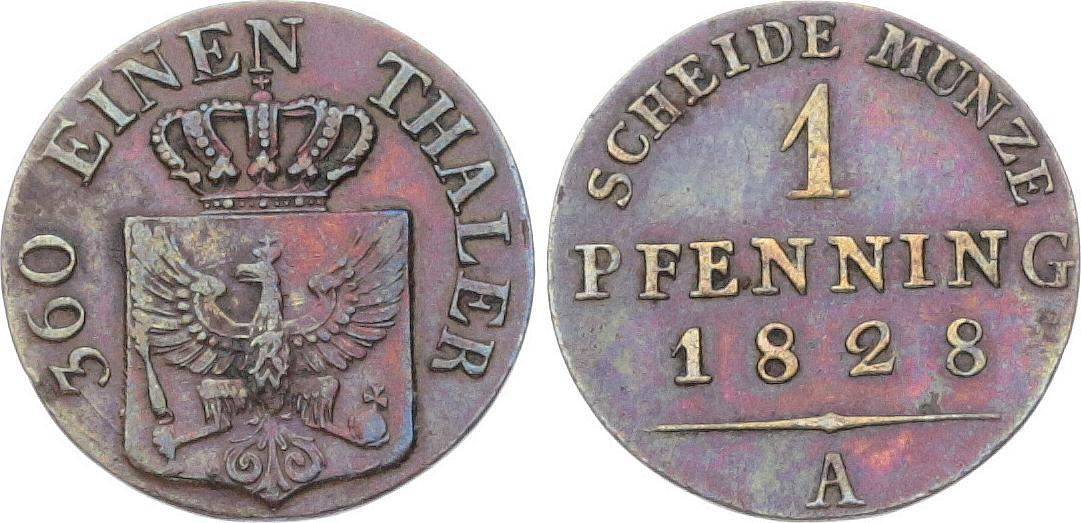 360 EINEN THALER
SCHEIDE MUNZE
1
PFENNING
1828
A